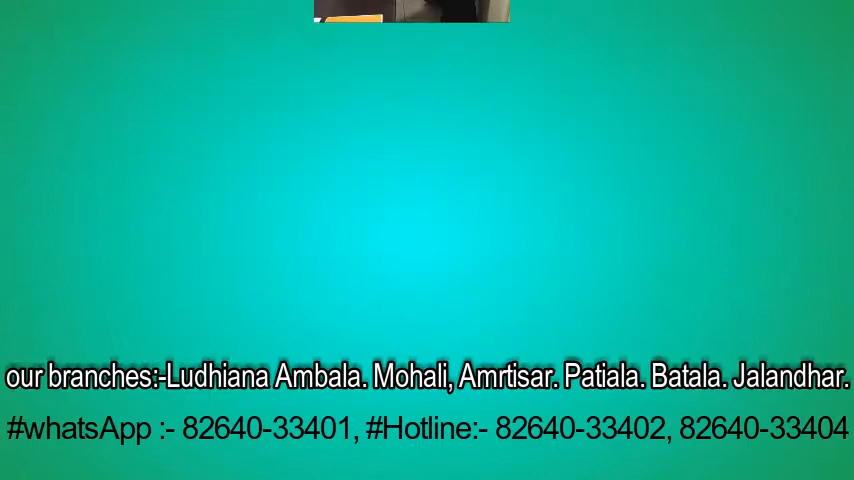 our branches:-Ludhiana Ambala. Mohali, Amrtisar. Patiala. Batala. Jalandhar.
#whatsApp :- 82640-33401, #Hotline:- 82640-33402, 82640-33404